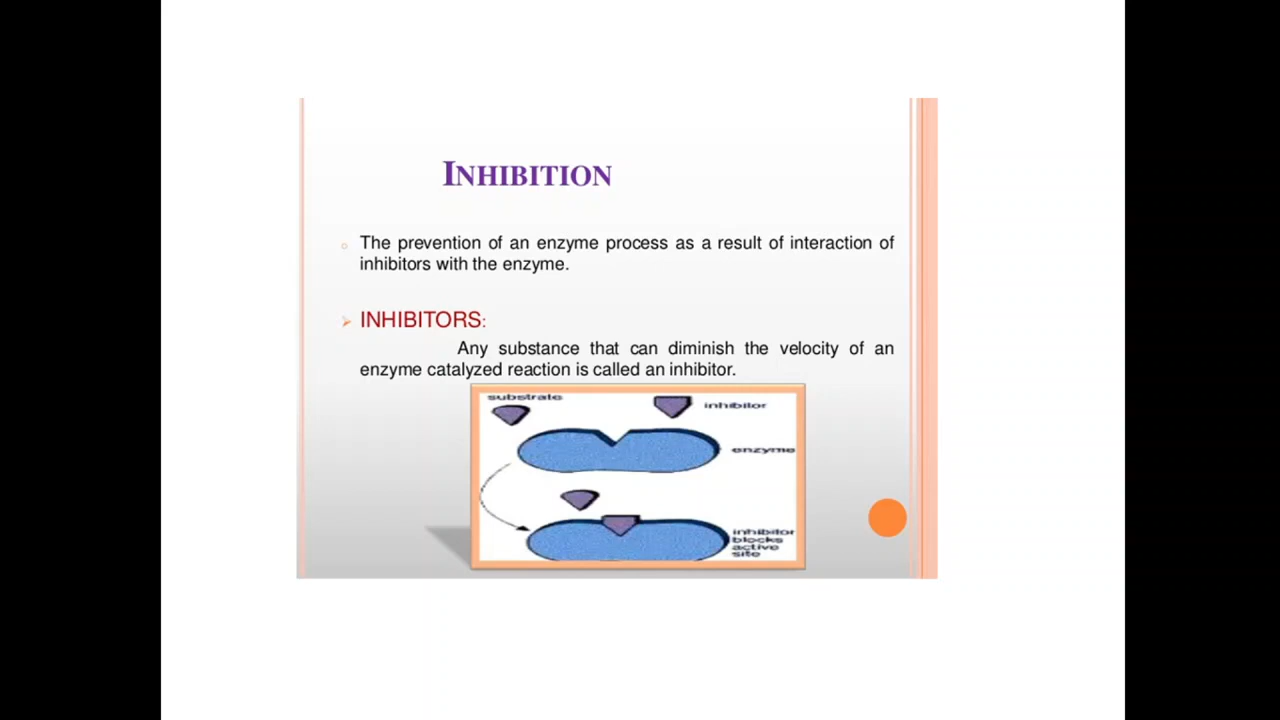 INHIBITION
The prevention of an enzyme process as a result of interaction of
inhibitors with the enzyme.
INHIBITORS:
Any substance that can diminish the velocity of an
enzyme catalyzed reaction is called an inhibitor.
substrate
inhibitor
enzyme
inhibitor
blocks
active
site